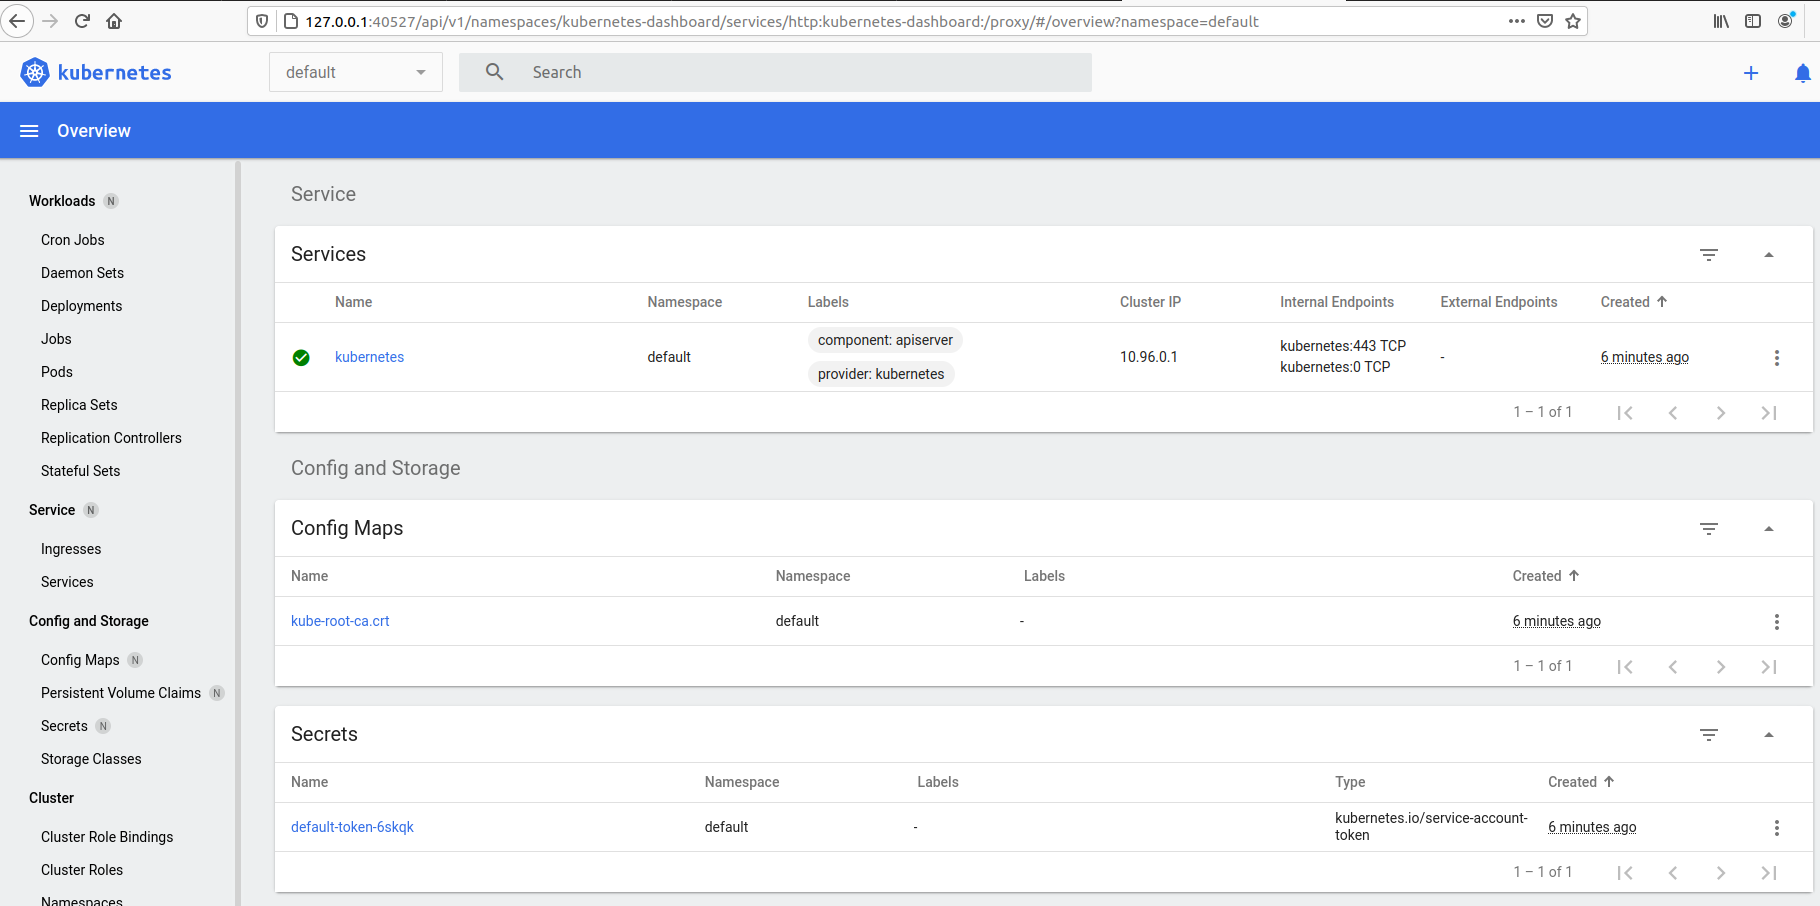 127.0.0.1:40527/api/v1/namespaces/kubernetes-dashboard/services/http:kubernetes-dashboard:/proxy/#/overview?namespace=default
kubernetes
default
Search
Overview
Workloads N
Cron Jobs
Daemon Sets
Deployments
Jobs
Pods
Replica Sets
Replication Controllers
Stateful Sets
Service N
Ingresses
Services
Config and Storage
Config Maps N
Persistent Volume Claims N
Secrets N
Storage Classes
Cluster
Cluster Role Bindings
Cluster Roles
Namespaces
Service
Services
Name Namespace Labels Cluster IP Internal Endpoints External Endpoints Created
kubernetes default component: apiserver provider: kubernetes 10.96.0.1 kubernetes:443 TCP kubernetes:0 TCP - 6 minutes ago
1 – 1 of 1
Config and Storage
Config Maps
Name Namespace Labels Created
kube-root-ca.crt default - 6 minutes ago
1 – 1 of 1
Secrets
Name Namespace Labels Type Created
default-token-6skqk default - kubernetes.io/service-account-token 6 minutes ago
1 – 1 of 1